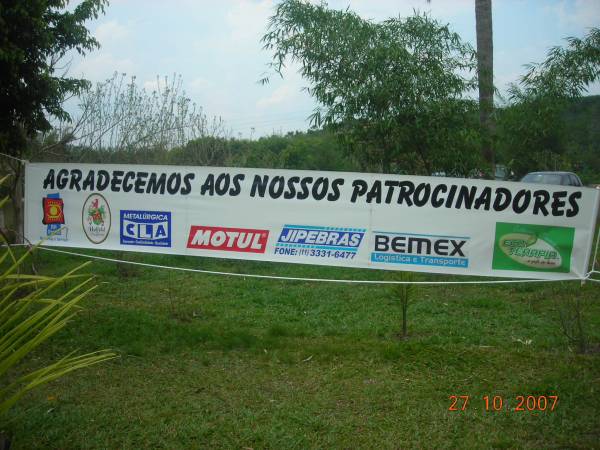 AGRADECEMOS AOS NOSSOS PATROCINADORES
METALÚRGICA
CLA
MOTUL
JIPEBRAS
FONE: (11) 3331-6477
BEMEX
Logística e Transporte
27 10 2007